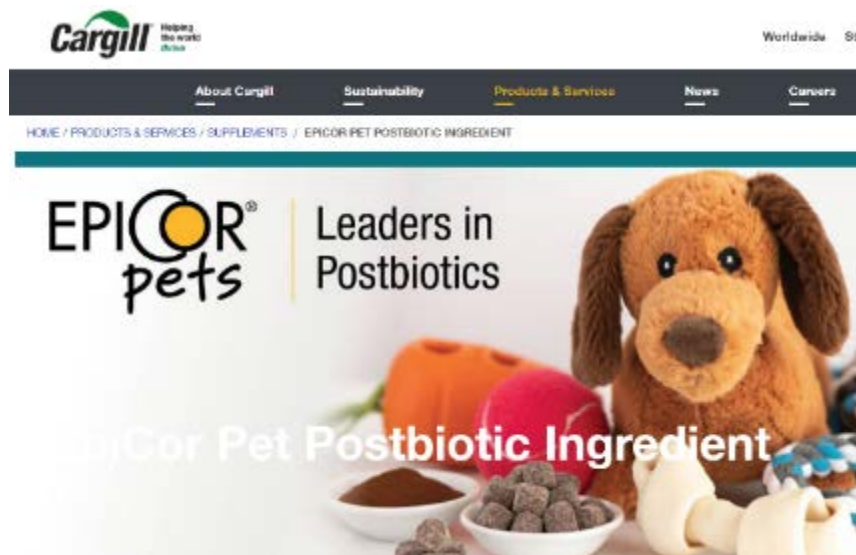 Cargill
Helping
the world
thrive
Worldwide
About Cargill Sustainability Products & Services News Careers
HOME / PRODUCTS & SERVICES / SUPPLEMENTS / EPICOR PET POSTBIOTIC INGREDIENT
EPICOR® pets
Leaders in
Postbiotics
EpiCor Pet Postbiotic Ingredient